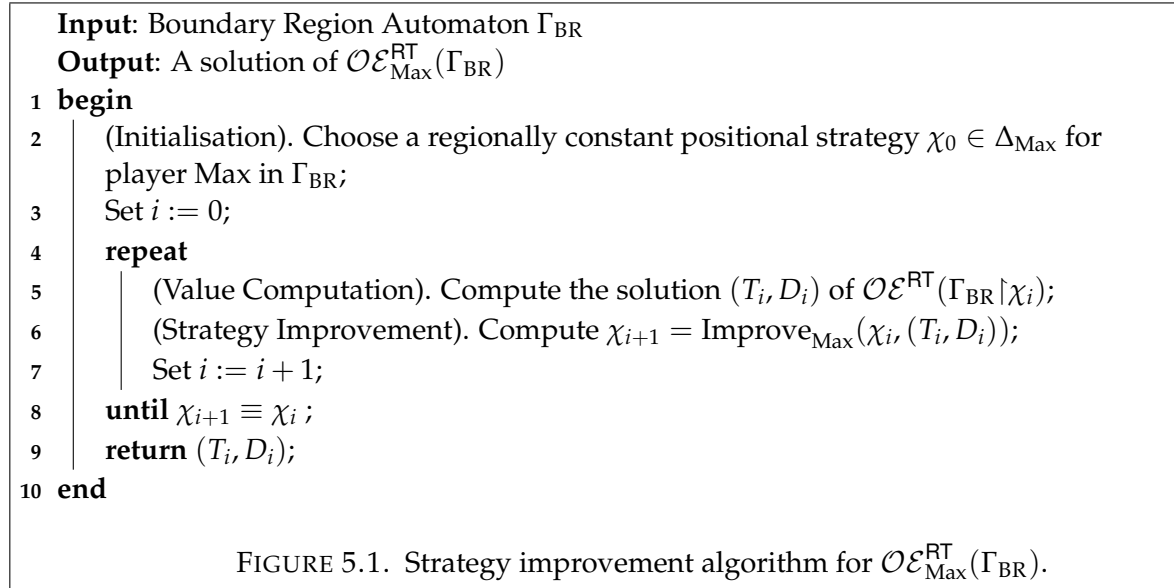 Input: Boundary Region Automaton Γ_BR
Output: A solution of 𝒪ℰ^RT_Max(Γ_BR)
1 begin
2 (Initialisation). Choose a regionally constant positional strategy χ_0 ∈ Δ_Max for
player Max in Γ_BR;
3 Set i := 0;
4 repeat
5 (Value Computation). Compute the solution (T_i, D_i) of 𝒪ℰ^RT(Γ_BR↾χ_i);
6 (Strategy Improvement). Compute χ_{i+1} = Improve_Max(χ_i, (T_i, D_i));
7 Set i := i + 1;
8 until χ_{i+1} ≡ χ_i ;
9 return (T_i, D_i);
10 end
FIGURE 5.1. Strategy improvement algorithm for 𝒪ℰ^RT_Max(Γ_BR).